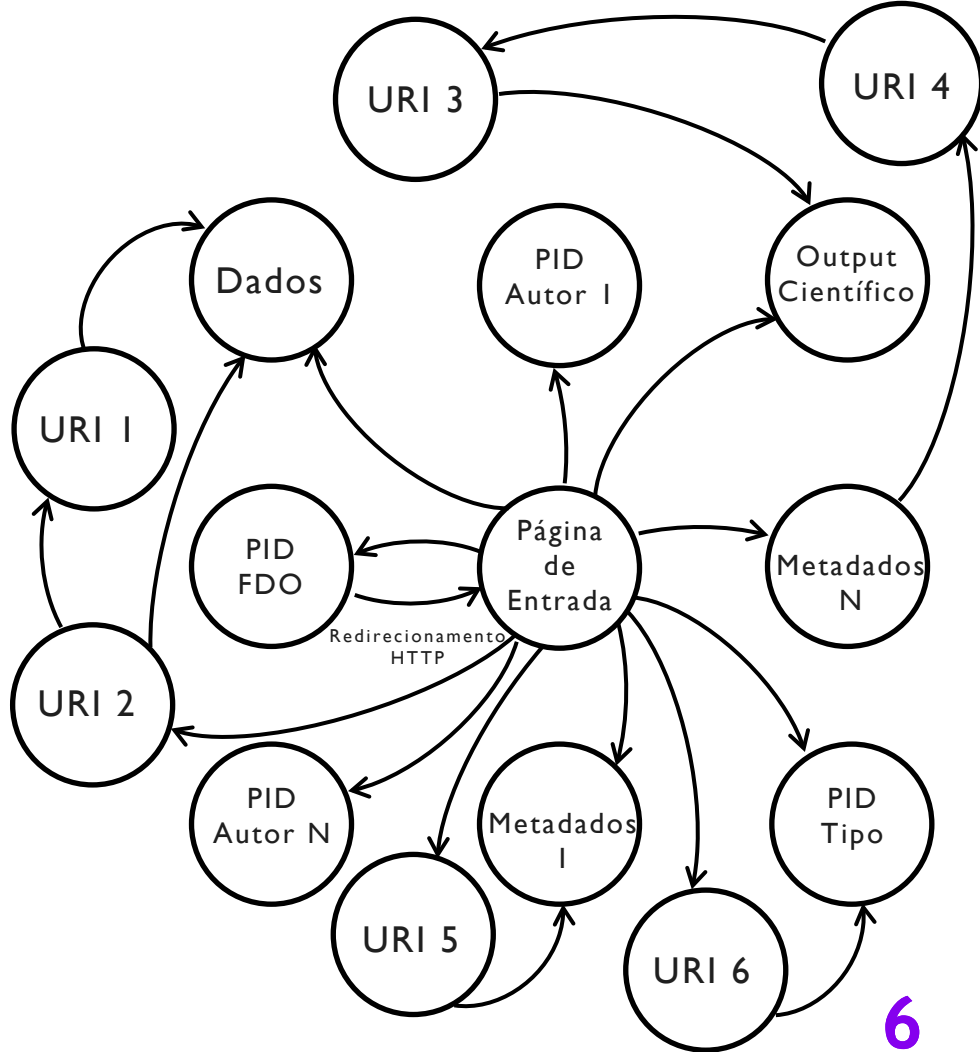 URI 3
URI 4
Dados
PID
Autor 1
Output
Científico
URI 1
PID
FDO
Página
de
Entrada
Metadados
N
Redirecionamento
HTTP
URI 2
PID
Autor N
Metadados
1
PID
Tipo
URI 5
URI 6
6